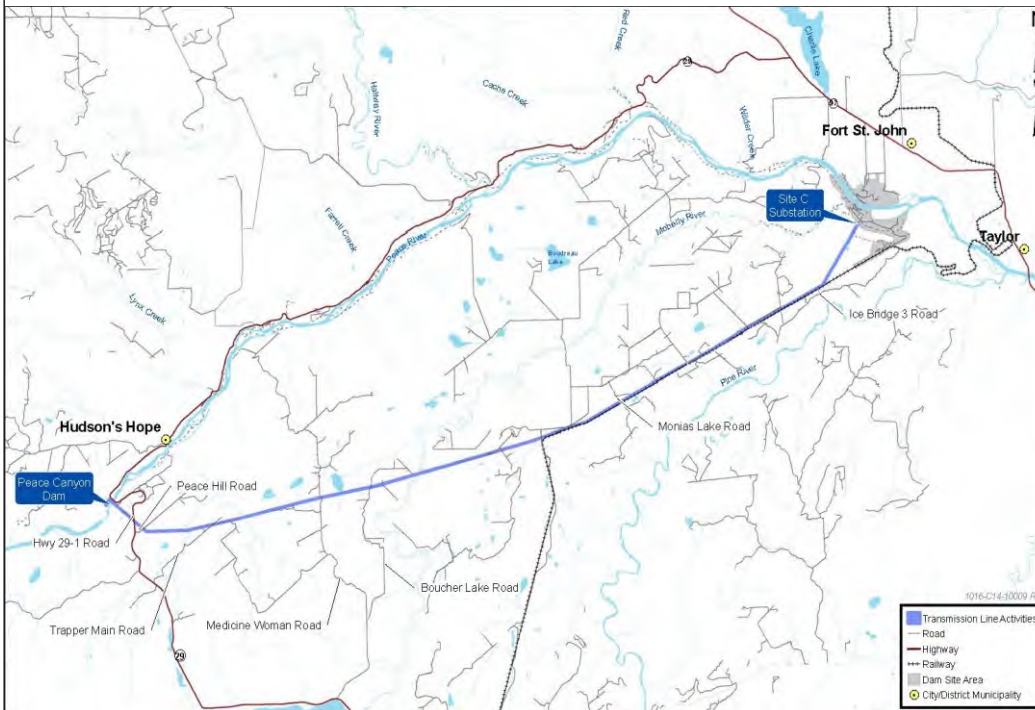 Red Creek
Charlie Lake
29
Halfway River
Cache Creek
97
Wilder Creek
Fort St. John
Site C
Substation
Farrell Creek
Moberly River
Taylor
Peace River
Boudreau
Lake
Lynx Creek
Ice Bridge 3 Road
Pine River
Hudson's Hope
Monias Lake Road
Peace Canyon
Dam
Peace Hill Road
Hwy 29-1 Road
Boucher Lake Road
Trapper Main Road
Medicine Woman Road
29
1016-C14-10009 R
Transmission Line Activities
Road
Highway
Railway
Dam Site Area
City/District Municipality